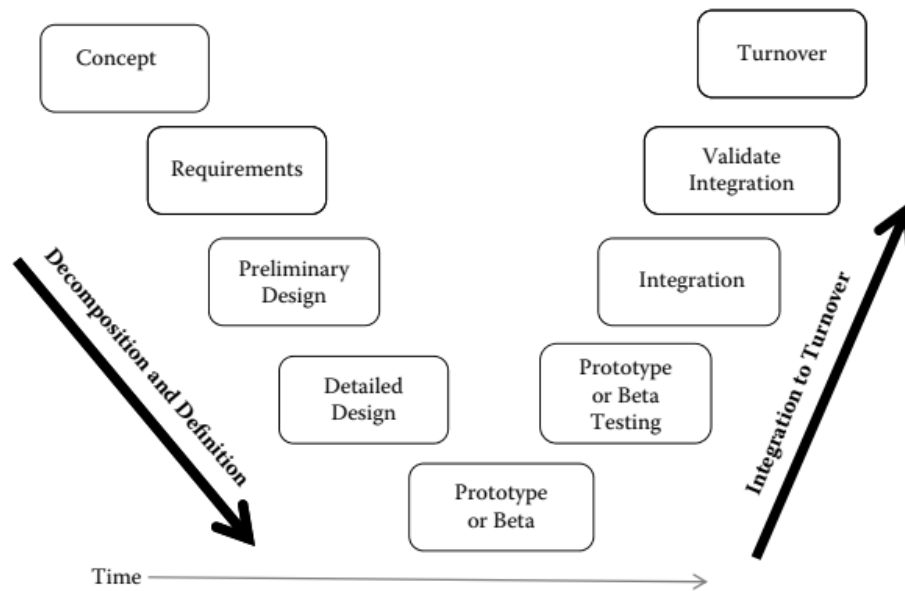 Concept
Requirements
Preliminary
Design
Detailed
Design
Prototype
or Beta
Prototype
or Beta
Testing
Integration
Validate
Integration
Turnover
Decomposition and Definition
Integration to Turnover
Time